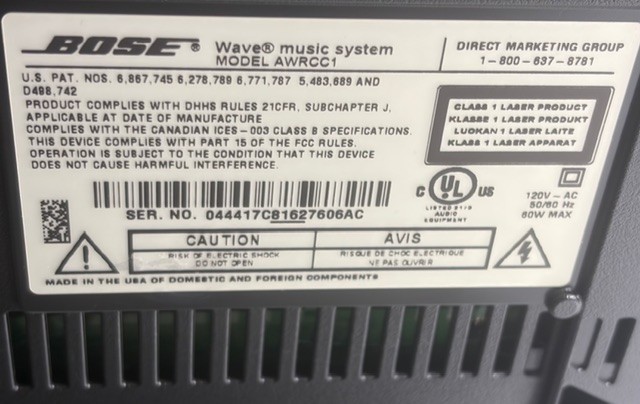 BOSE® Wave® music system
MODEL AWRCC1
DIRECT MARKETING GROUP
1-800-637-8781
U.S. PAT. NOS. 6,867,745 6,278,789 6,771,787 5,483,689 AND
D498,742
PRODUCT COMPLIES WITH DHHS RULES 21CFR, SUBCHAPTER J,
APPLICABLE AT DATE OF MANUFACTURE
COMPLIES WITH THE CANADIAN ICES-003 CLASS B SPECIFICATIONS.
THIS DEVICE COMPLIES WITH PART 15 OF THE FCC RULES.
OPERATION IS SUBJECT TO THE CONDITION THAT THIS DEVICE
DOES NOT CAUSE HARMFUL INTERFERENCE.
CLASS 1 LASER PRODUCT
KLASSE 1 LASER PRODUKT
LUOKAN 1 LASER LAITE
KLASS 1 LASER APPARAT
C UL US
LISTED
AUDIO
EQUIPMENT
120V - AC
50/60 Hz
60W MAX
SER. NO. 044417C81627606AC
CAUTION
RISK OF ELECTRIC SHOCK
DO NOT OPEN
AVIS
RISQUE DE CHOC ELECTRIQUE
NE PAS OUVRIR
MADE IN THE USA OF DOMESTIC AND FOREIGN COMPONENTS